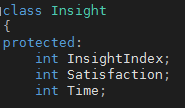 class Insight
{
protected:
    int InsightIndex;
    int Satisfaction;
    int Time;